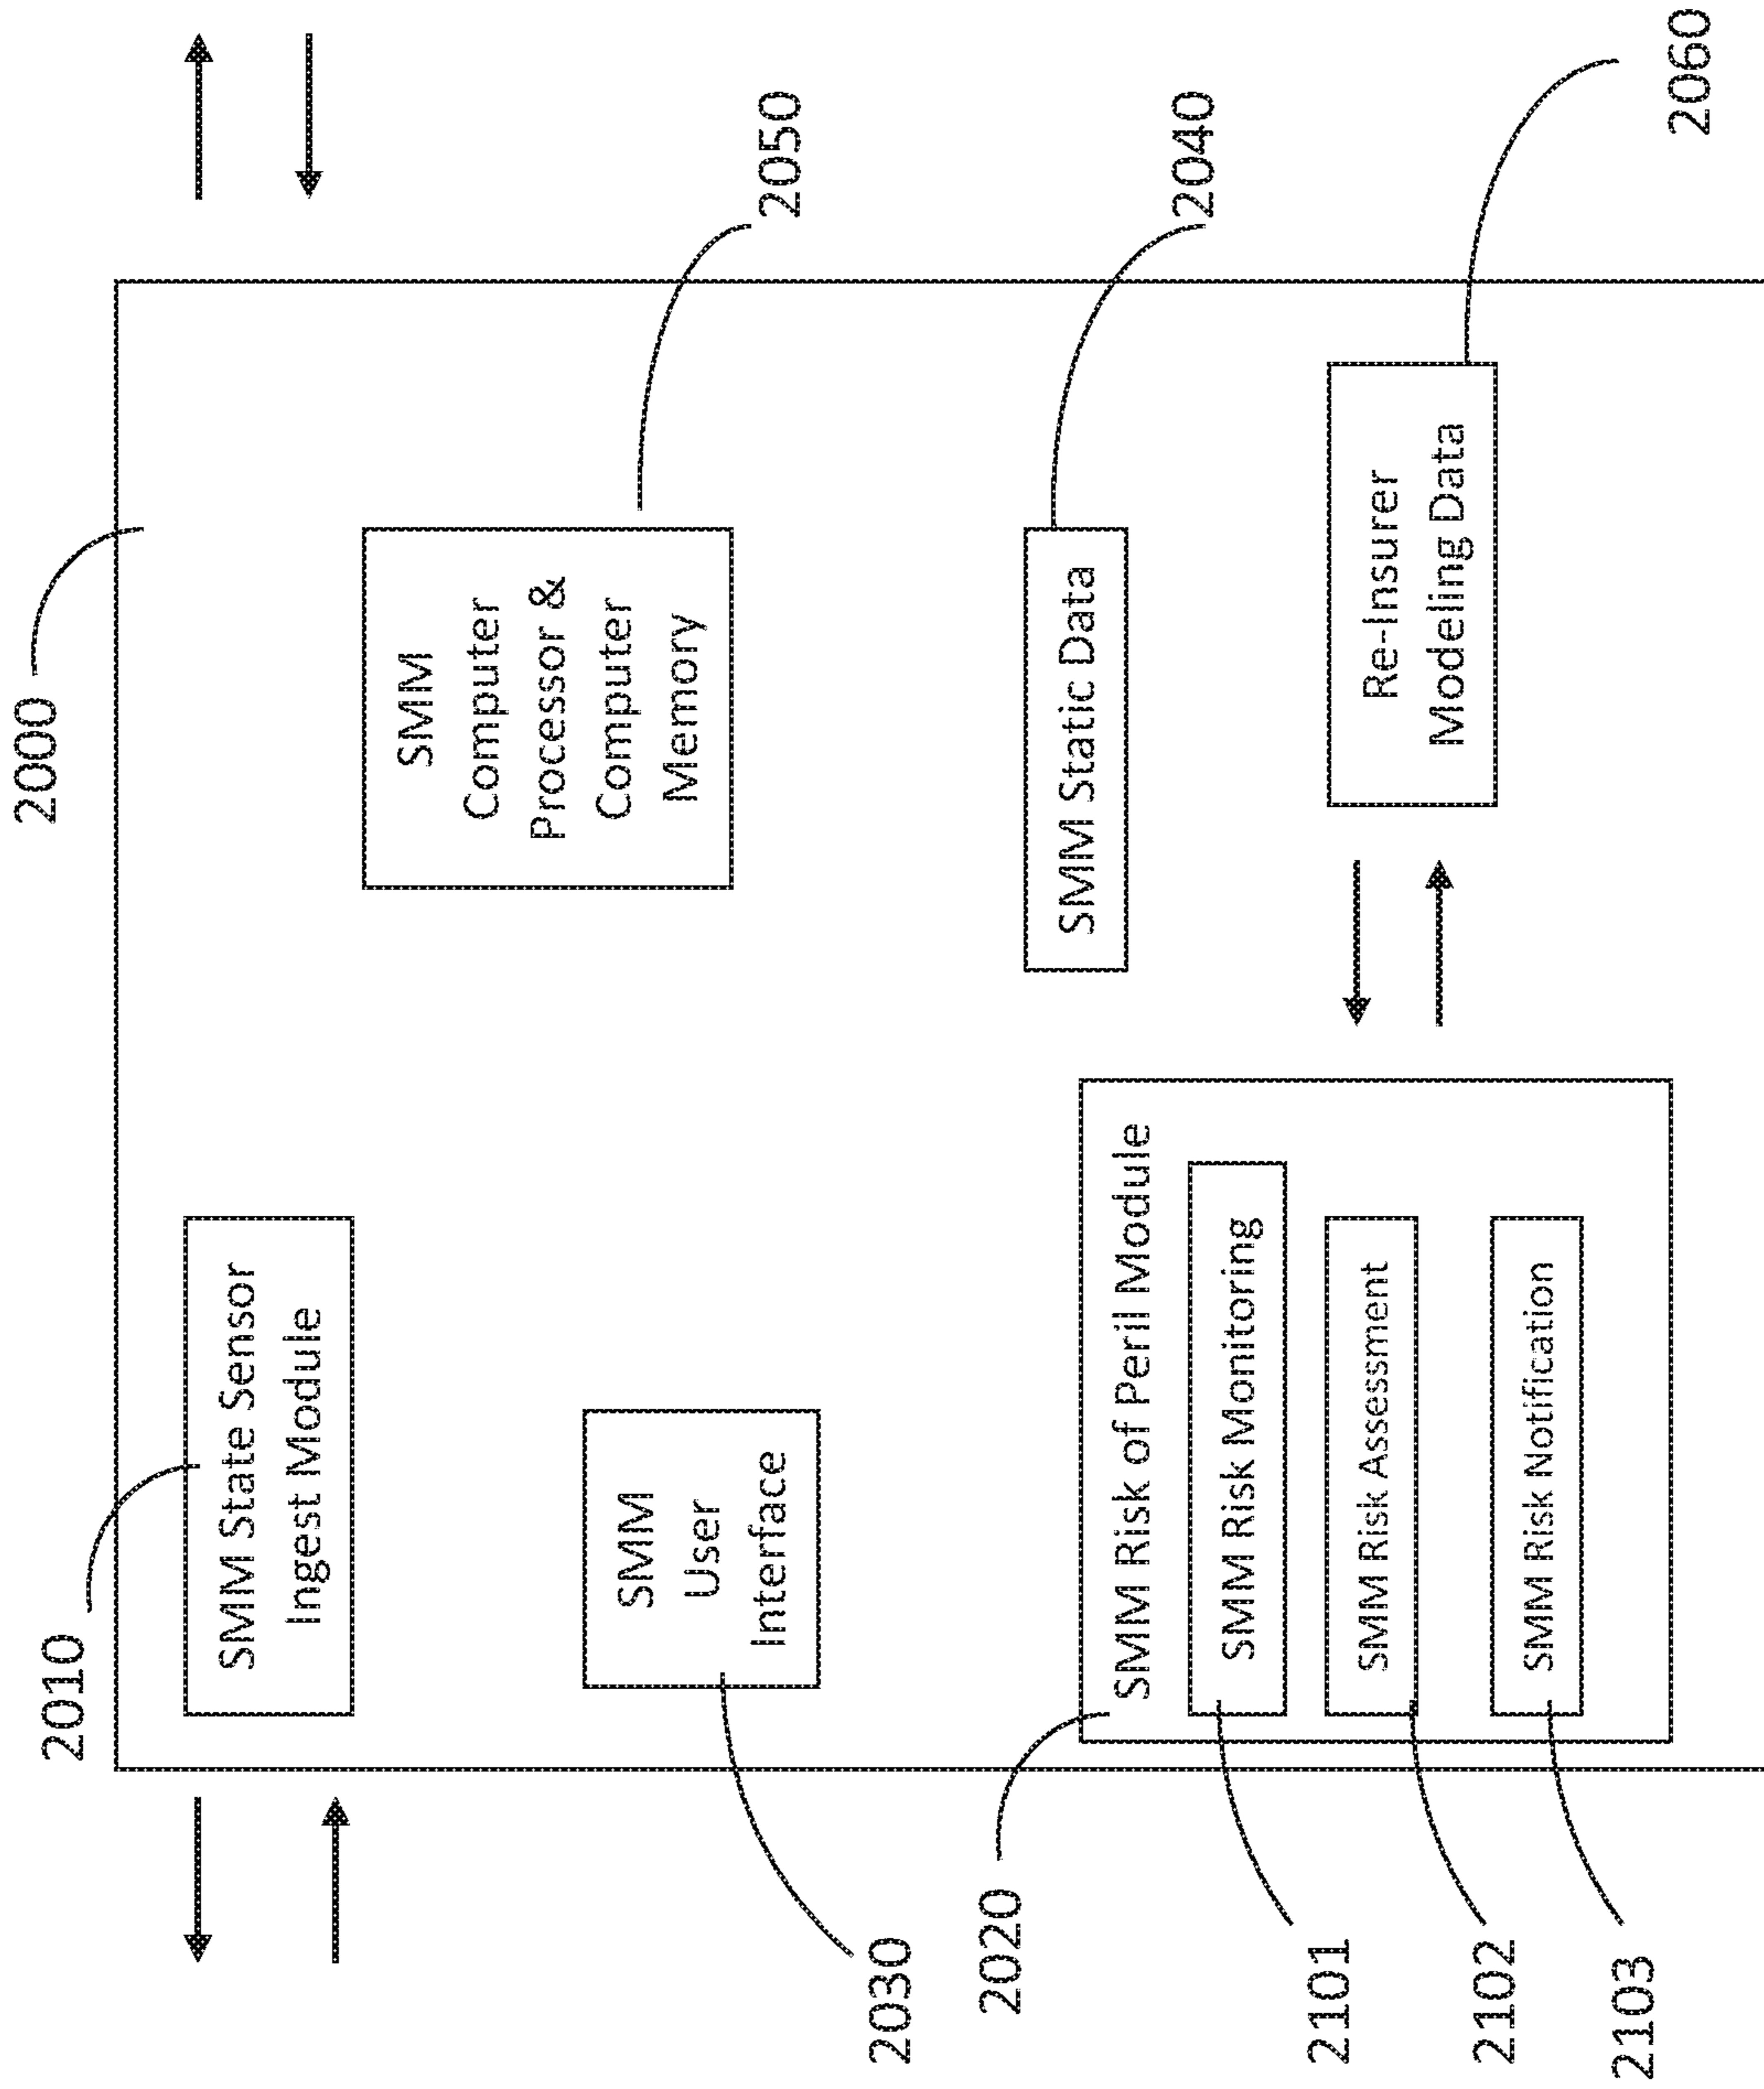 2000
2010
SMM State Sensor
Ingest Module
SMM
Computer
Processor &
Computer
Memory
2050
SMM
User
Interface
2030
SMM Static Data
2040
2020
SMM Risk of Peril Module
SMM Risk Monitoring
2101
SMM Risk Assessment
2102
SMM Risk Notification
2103
Re-Insurer
Modeling Data
2060